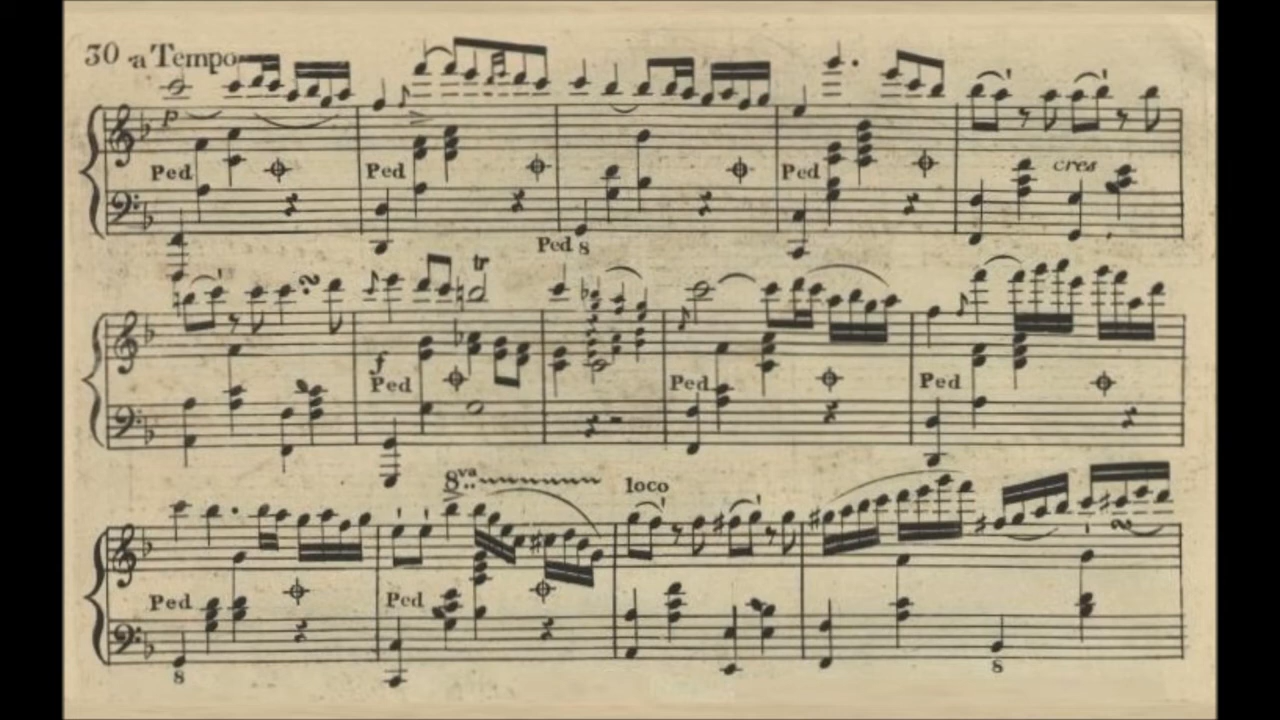 30 a Tempo
p
Ped Ped Ped cres
Ped 8
tr
f
Ped Ped Ped
8va
loco
Ped Ped
8 8